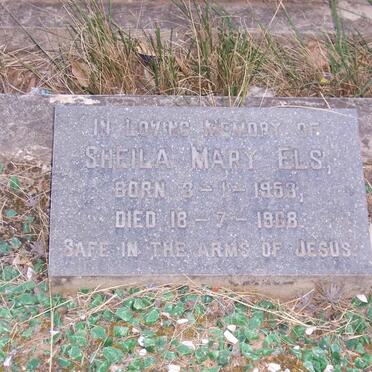 IN LOVING MEMORY OF
SHEILA MARY ELS,
BORN 3-1-1953,
DIED 18-7-1968.
SAFE IN THE ARMS OF JESUS.